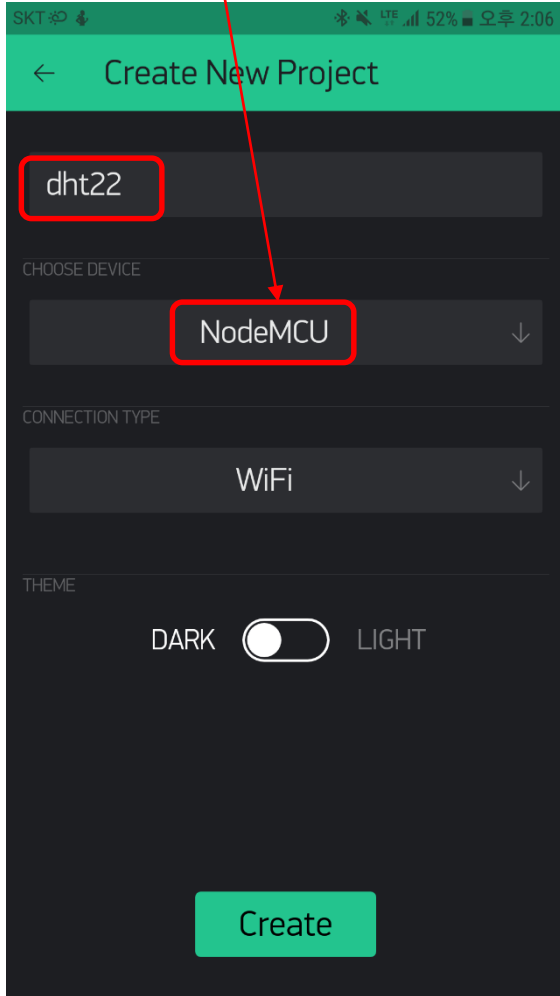 SKT LTE 52% 오후 2:06
Create New Project
dht22
CHOOSE DEVICE
NodeMCU
CONNECTION TYPE
WiFi
THEME
DARK LIGHT
Create